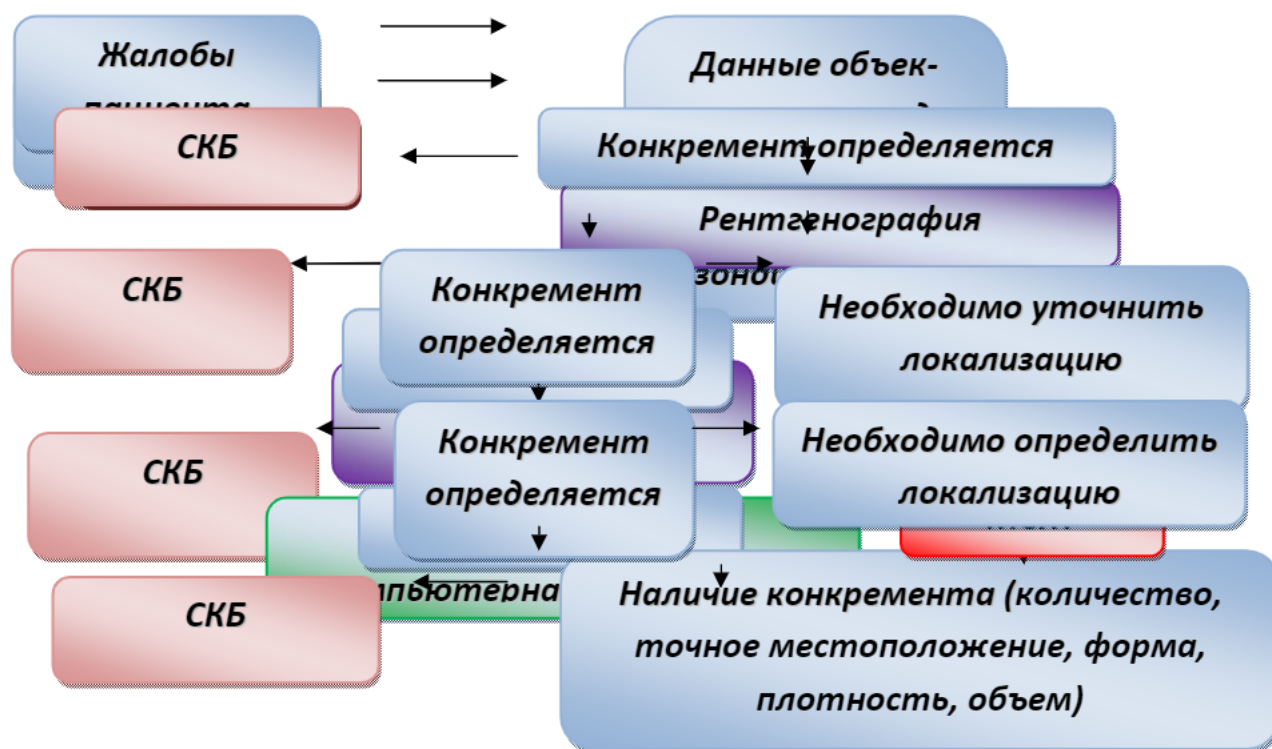 Жалобы
пациента
Данные объек-
СКБ
Конкремент определяется
Рентгенография
СКБ
Конкремент
определяется
Необходимо уточнить
локализацию
СКБ
Конкремент
определяется
Необходимо определить
локализацию
СКБ
Наличие конкремента (количество,
точное местоположение, форма,
плотность, объем)